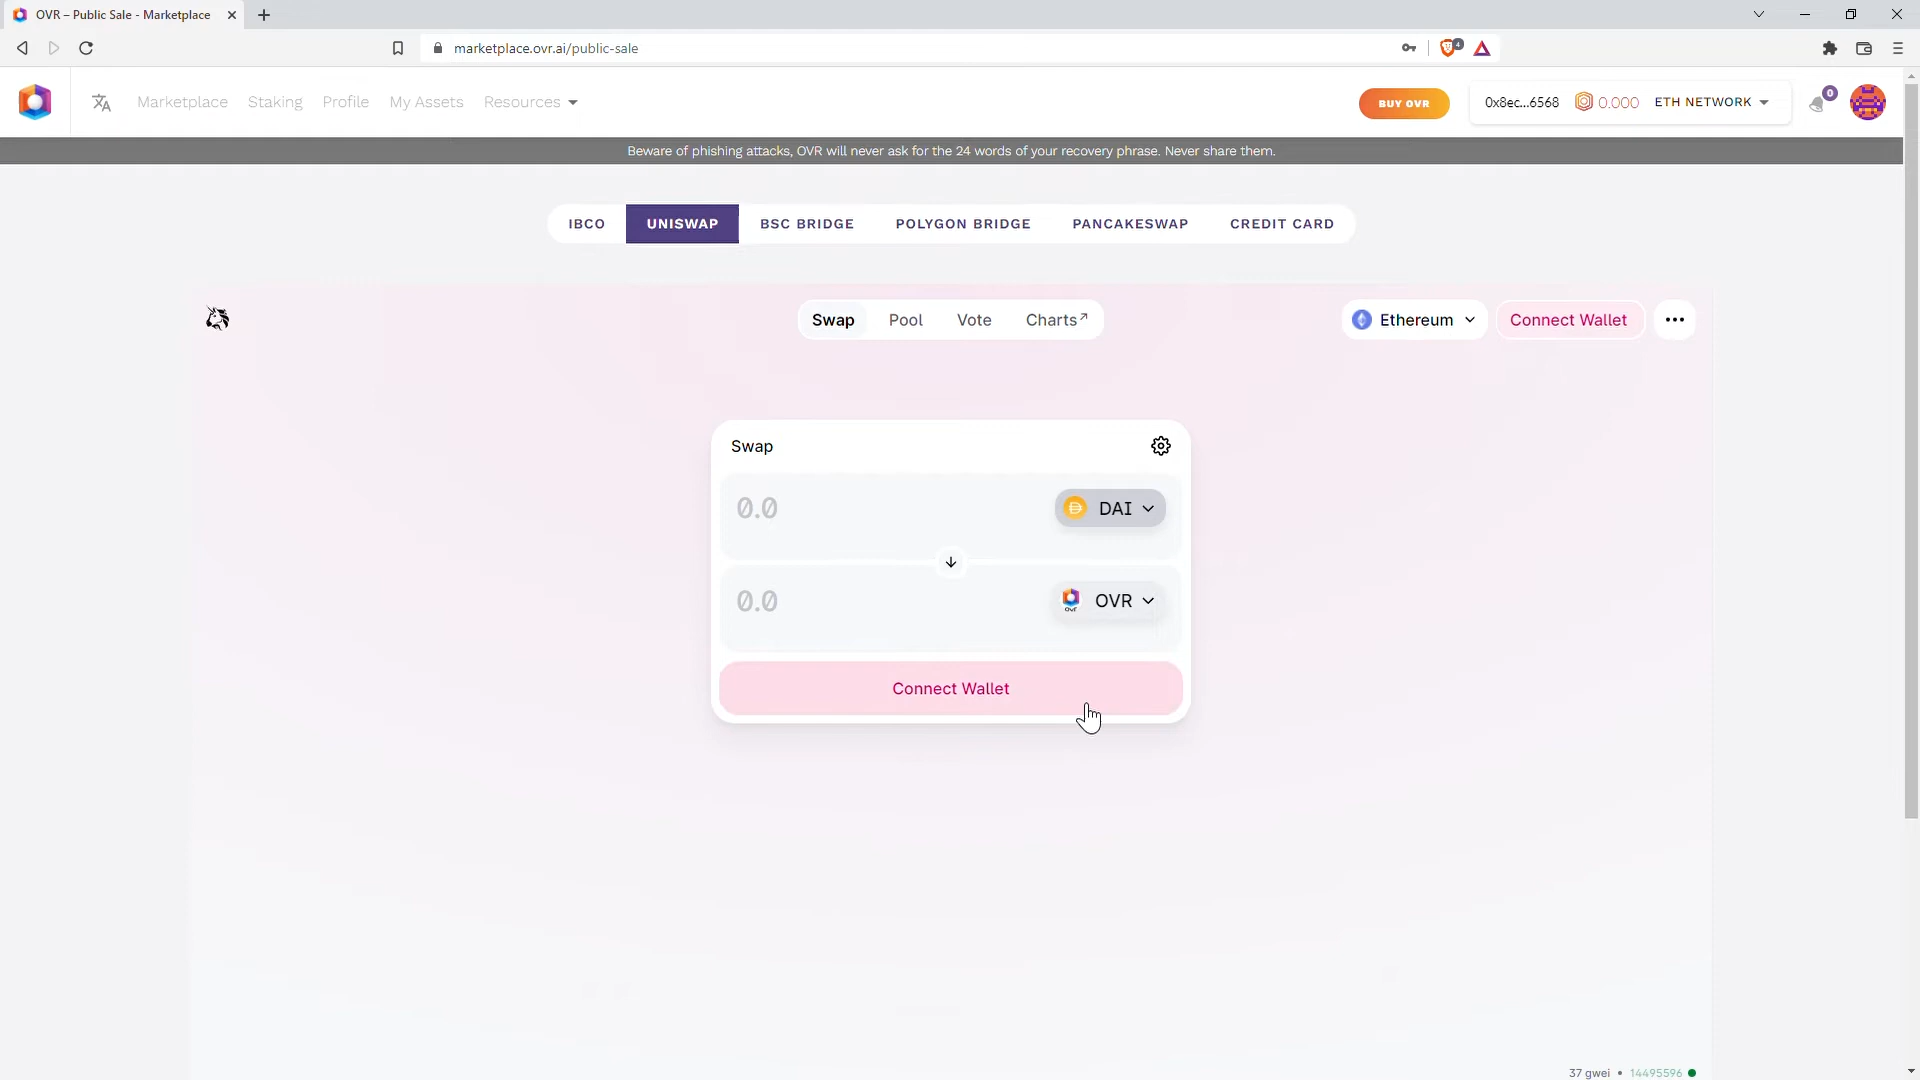 OVR – Public Sale - Marketplace
marketplace.ovr.ai/public-sale
4
Marketplace Staking Profile My Assets Resources
BUY OVR
0x8ec...6568 0.000 ETH NETWORK
0
Beware of phishing attacks, OVR will never ask for the 24 words of your recovery phrase. Never share them.
IBCO UNISWAP BSC BRIDGE POLYGON BRIDGE PANCAKESWAP CREDIT CARD
Swap Pool Vote Charts↗
Ethereum Connect Wallet
Swap
0.0 DAI
0.0 OVR
Connect Wallet
37 gwei • 14495596